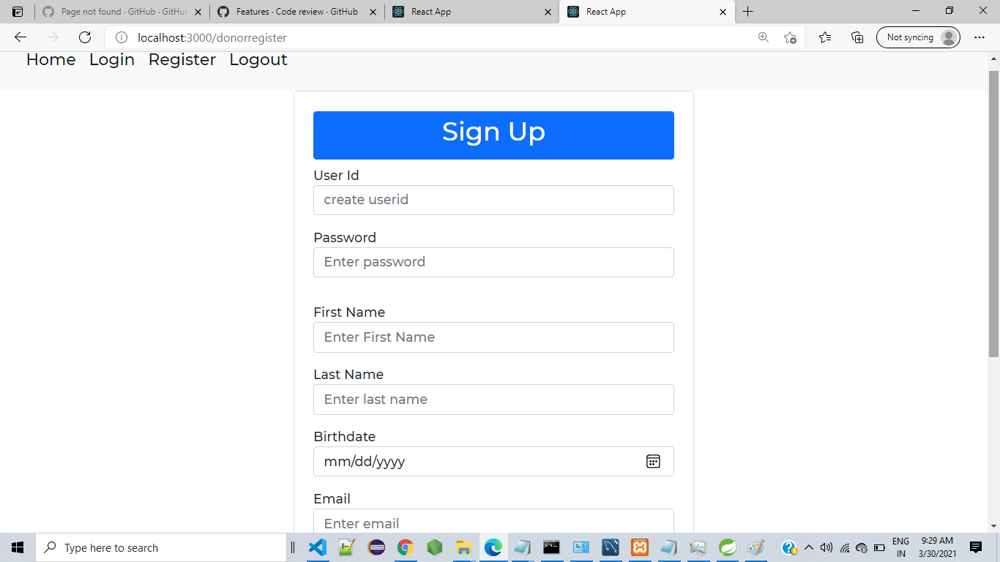 Page not found · GitHub · GitHub
Features · Code review · GitHub
React App
React App
localhost:3000/donorregister
Not syncing
Home Login Register Logout
Sign Up
User Id
create userid
Password
Enter password
First Name
Enter First Name
Last Name
Enter last name
Birthdate
mm/dd/yyyy
Email
Enter email
Type here to search
ENG
IN
9:29 AM
3/30/2021